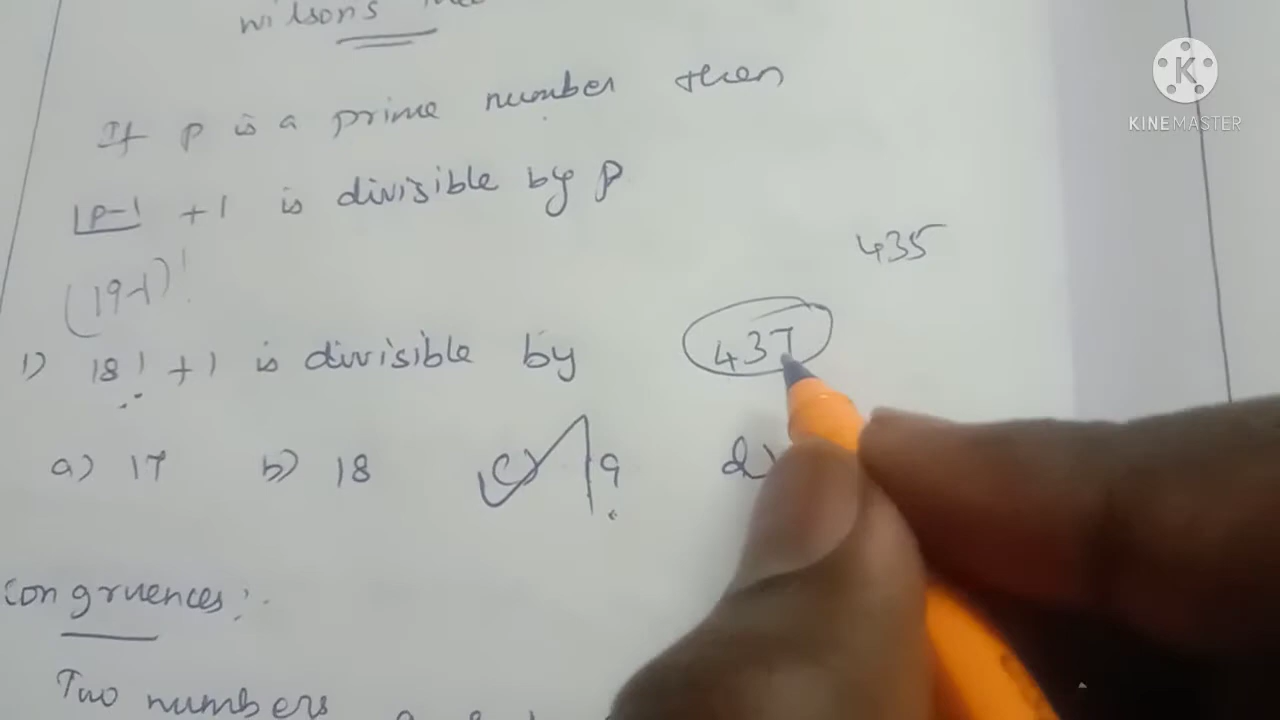 wilson's
If p is a prime number then
|p-1 +1 is divisible by p
435
(19-1)!
1) 18! +1 is divisible by 437
a) 17 b) 18 c) 19 d)
Congruences:
Two numbers
KINEMASTER